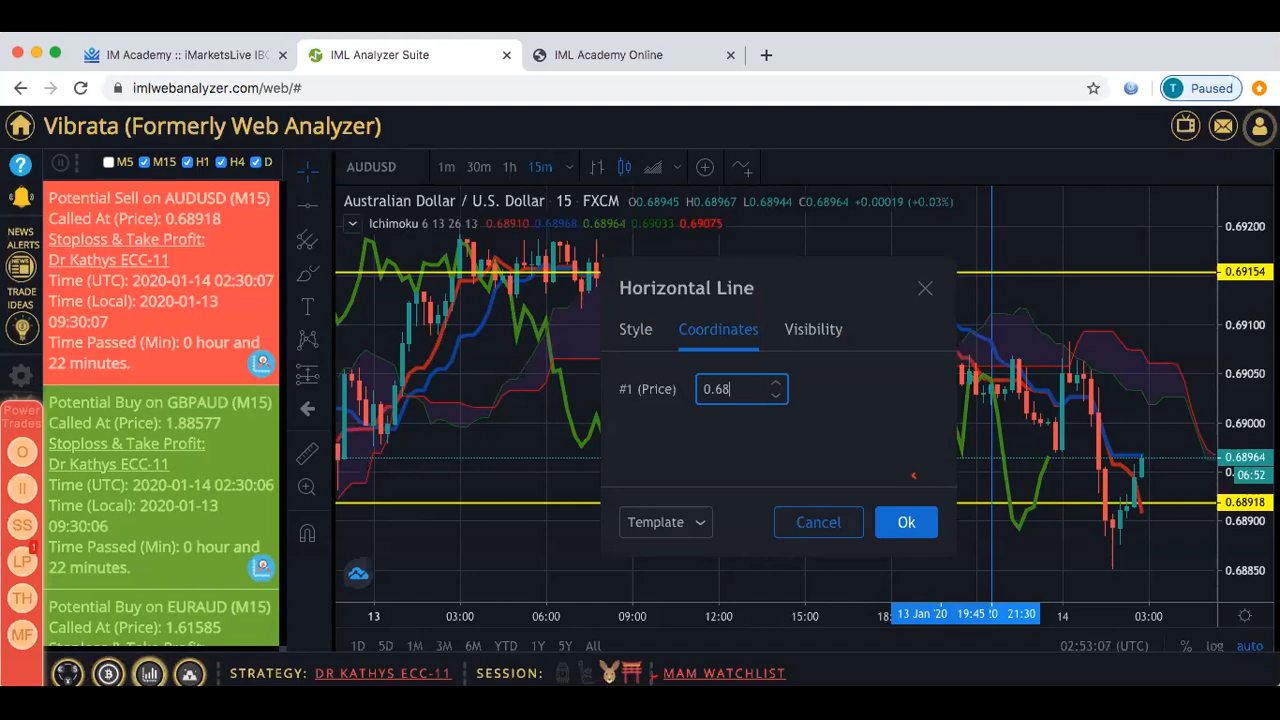 IM Academy :: iMarketsLive IBO
IML Analyzer Suite
IML Academy Online
imlwebanalyzer.com/web/#
T Paused
Vibrata (Formerly Web Analyzer)
M5 M15 H1 H4 D
NEWS
ALERTS
TRADE
IDEAS
Power
Trades
O
II
SS
LP 1
TH
MF
Potential Sell on AUDUSD (M15)
Called At (Price): 0.68918
Stoploss & Take Profit:
Dr Kathys ECC-11
Time (UTC): 2020-01-14 02:30:07
Time (Local): 2020-01-13
09:30:07
Time Passed (Min): 0 hour and
22 minutes.
Potential Buy on GBPAUD (M15)
Called At (Price): 1.88577
Stoploss & Take Profit:
Dr Kathys ECC-11
Time (UTC): 2020-01-14 02:30:06
Time (Local): 2020-01-13
09:30:06
Time Passed (Min): 0 hour and
22 minutes.
Potential Buy on EURAUD (M15)
Called At (Price): 1.61585
Stoploss & Take Profit:
AUDUSD 1m 30m 1h 15m
Australian Dollar / U.S. Dollar · 15 · FXCM O0.68945 H0.68967 L0.68944 C0.68964 +0.00019 (+0.03%)
Ichimoku 6 13 26 13 0.68910 0.68968 0.68964 0.69033 0.69075
Horizontal Line
Style Coordinates Visibility
#1 (Price) 0.68
Template Cancel Ok
0.69200
0.69154
0.69100
0.69050
0.69000
0.68964
06:52
0.68918
0.68900
0.68850
13 03:00 06:00 09:00 12:00 15:00 18: 13 Jan '20 19:45 :0 21:30 14 03:00
1D 5D 1M 3M 6M YTD 1Y 5Y All 02:53:07 (UTC) % log auto
STRATEGY: DR KATHYS ECC-11 SESSION: MAM WATCHLIST